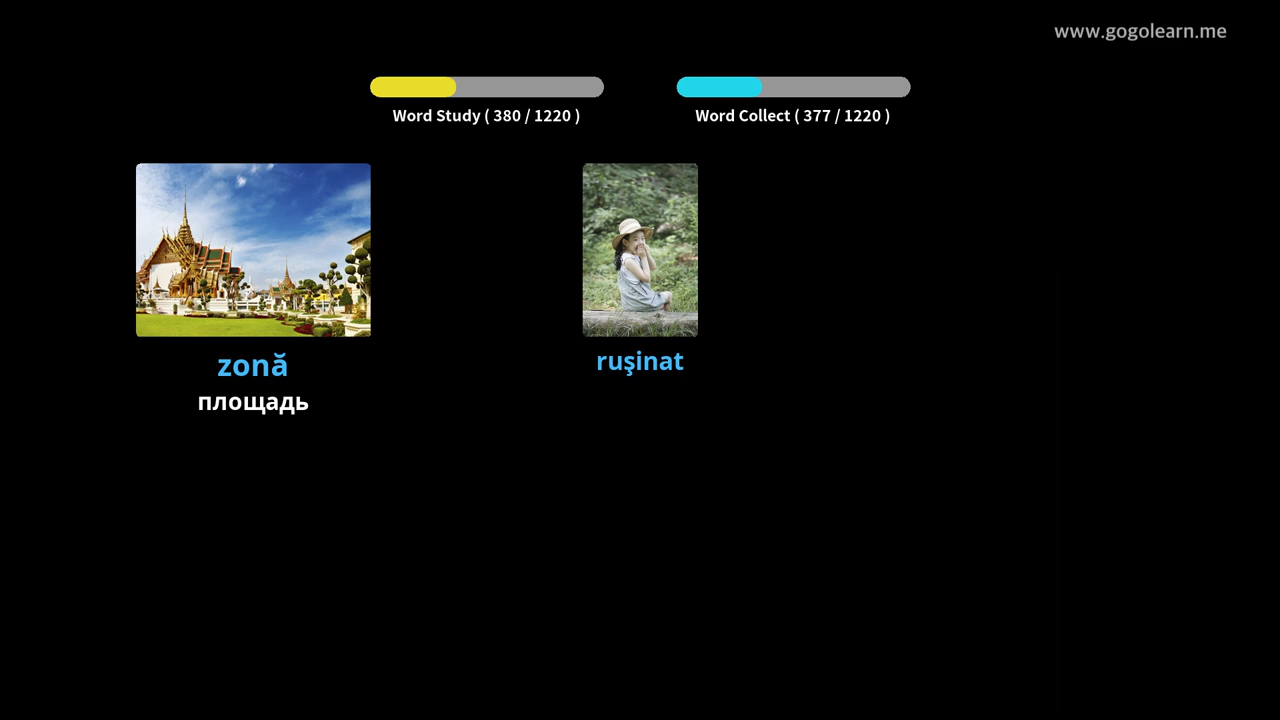 www.gogolearn.me
Word Study ( 380 / 1220 )
Word Collect ( 377 / 1220 )
zonă
площадь
ruşinat